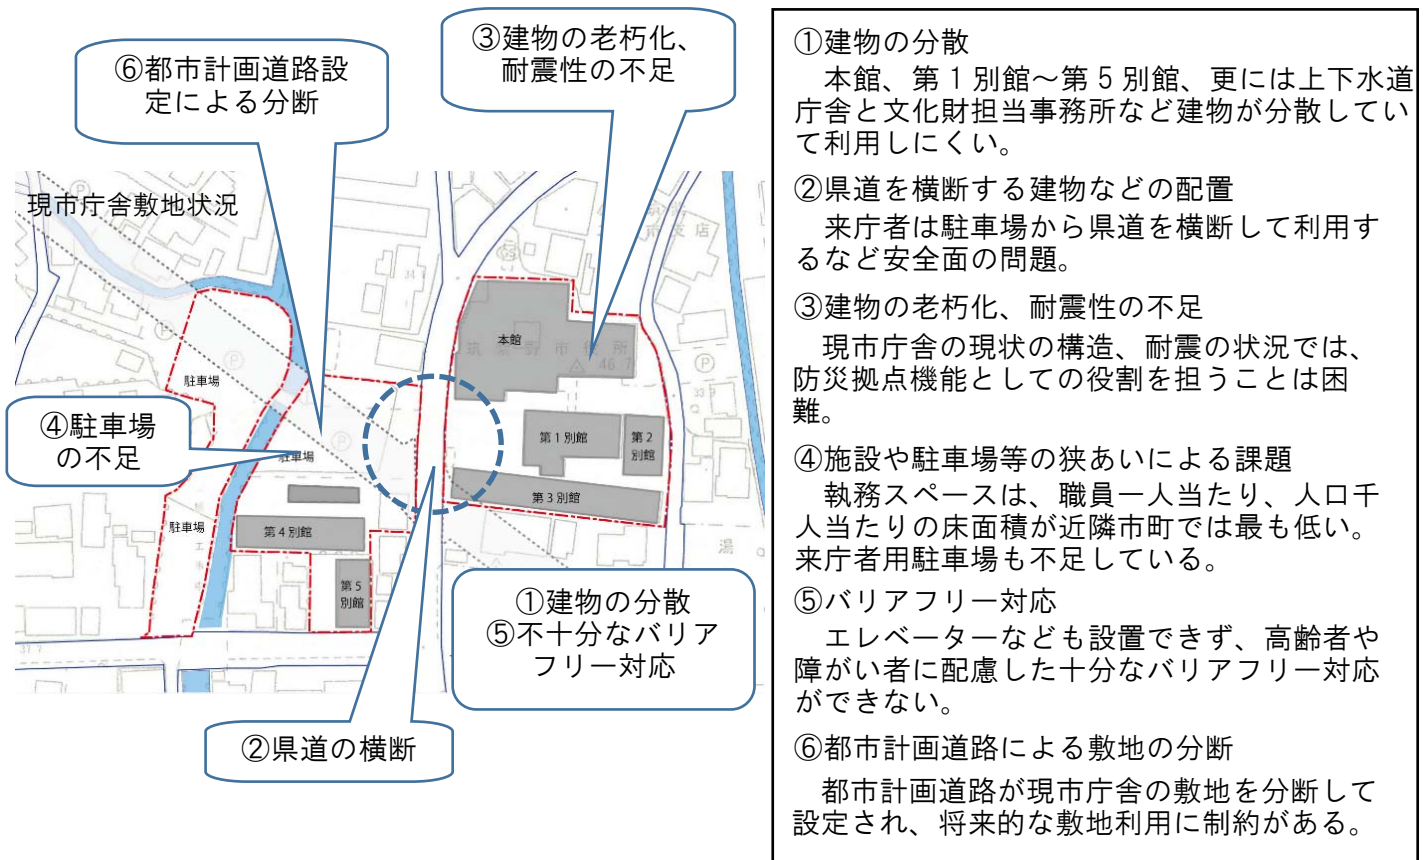 ⑥都市計画道路設
定による分断
③建物の老朽化、
耐震性の不足
現市庁舎敷地状況
本館
筑紫野市役所
46.7
駐車場
④駐車場
の不足
駐車場
第1別館
第2
別館
第3別館
駐車場
第4別館
第5
別館
湯
37.7
①建物の分散
⑤不十分なバリア
フリー対応
②県道の横断
①建物の分散
本館、第1別館～第5別館、更には上下水道
庁舎と文化財担当事務所など建物が分散してい
て利用しにくい。
②県道を横断する建物などの配置
来庁者は駐車場から県道を横断して利用す
るなど安全面の問題。
③建物の老朽化、耐震性の不足
現市庁舎の現状の構造、耐震の状況では、
防災拠点機能としての役割を担うことは困
難。
④施設や駐車場等の狭あいによる課題
執務スペースは、職員一人当たり、人口千
人当たりの床面積が近隣市町では最も低い。
来庁者用駐車場も不足している。
⑤バリアフリー対応
エレベーターなども設置できず、高齢者や
障がい者に配慮した十分なバリアフリー対応
ができない。
⑥都市計画道路による敷地の分断
都市計画道路が現市庁舎の敷地を分断して
設定され、将来的な敷地利用に制約がある。